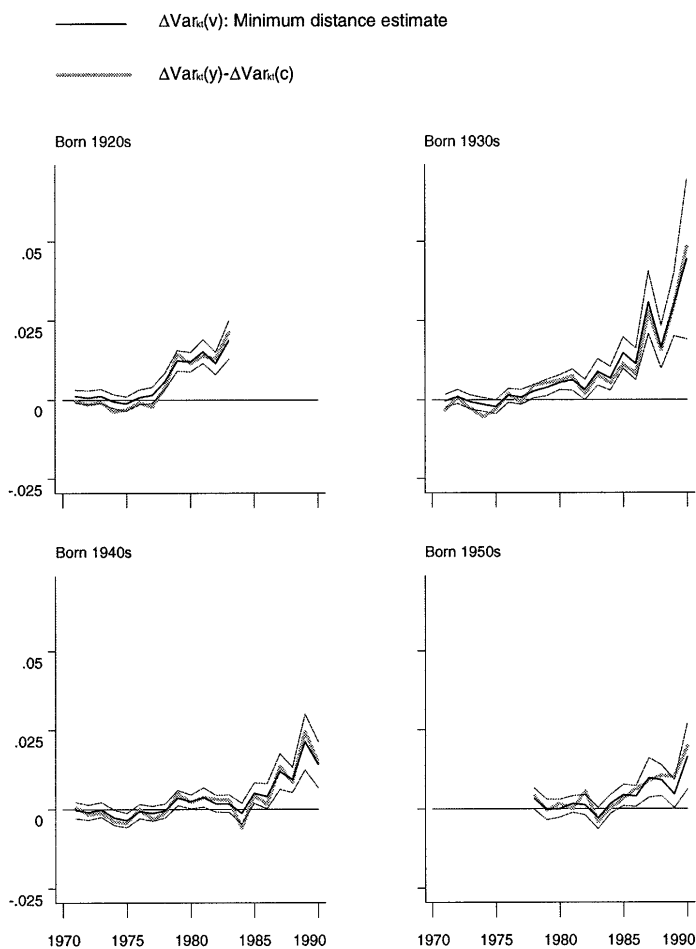 ΔVarkt(v): Minimum distance estimate
ΔVarkt(y)-ΔVarkt(c)
Born 1920s
Born 1930s
.05
.025
0
-.025
Born 1940s
Born 1950s
.05
.025
0
-.025
1970 1975 1980 1985 1990
1970 1975 1980 1985 1990